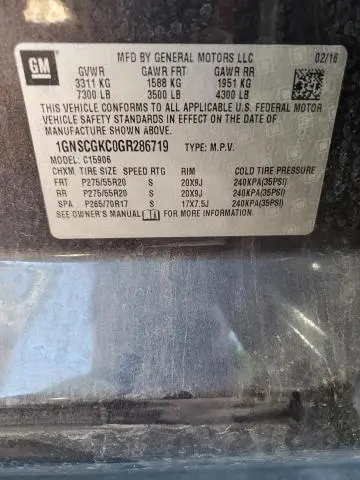 GM
MFD BY GENERAL MOTORS LLC 02/16
GVWR GAWR FRT GAWR RR
3311 KG 1588 KG 1951 KG
7300 LB 3500 LB 4300 LB
THIS VEHICLE CONFORMS TO ALL APPLICABLE U.S. FEDERAL MOTOR
VEHICLE SAFETY STANDARDS IN EFFECT ON THE DATE OF
MANUFACTURE SHOWN ABOVE.
1GNSCGKC0GR286719 TYPE: M.P.V.
MODEL: C15906
CHXM TIRE SIZE SPEED RTG RIM COLD TIRE PRESSURE
FRT P275/55R20 S 20X9J 240KPA(35PSI)
RR P275/55R20 S 20X9J 240KPA(35PSI)
SPA P265/70R17 S 17X7.5J 240KPA(35PSI)
SEE OWNER'S MANUAL FOR MORE INFORMATION.